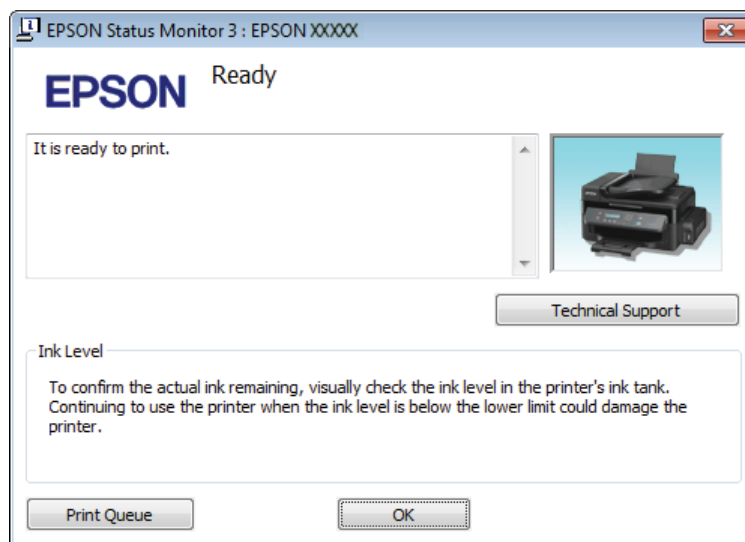 EPSON Status Monitor 3 : EPSON XXXXX
EPSON
Ready
It is ready to print.
Technical Support
Ink Level
To confirm the actual ink remaining, visually check the ink level in the printer's ink tank.
Continuing to use the printer when the ink level is below the lower limit could damage the
printer.
Print Queue
OK